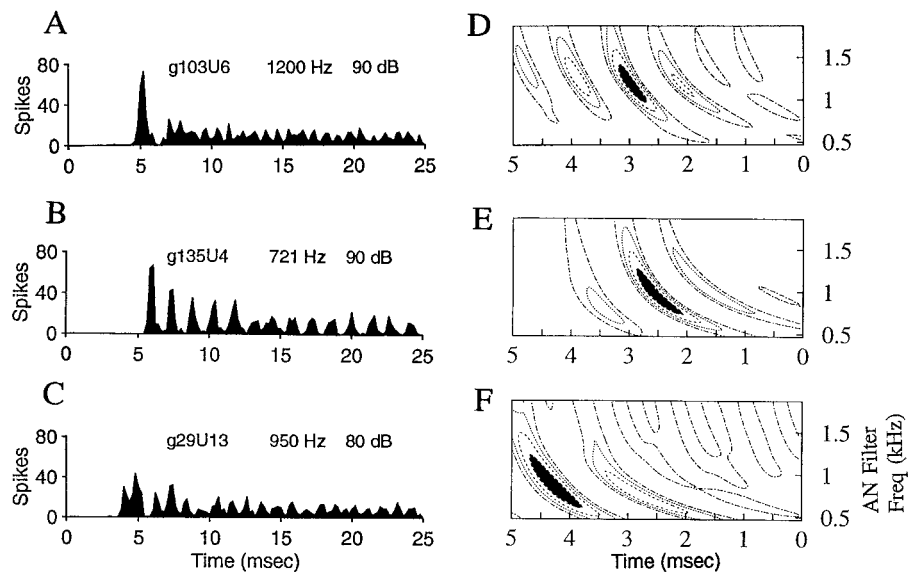 A
g103U6 1200 Hz 90 dB
Spikes
80
40
0
0 5 10 15 20 25
B
g135U4 721 Hz 90 dB
Spikes
80
40
0
0 5 10 15 20 25
C
g29U13 950 Hz 80 dB
Spikes
80
40
0
0 5 10 15 20 25
Time (msec)
D
1.5
1
0.5
5 4 3 2 1 0
E
1.5
1
0.5
5 4 3 2 1 0
F
1.5
1
0.5
5 4 3 2 1 0
Time (msec)
AN Filter
Freq (kHz)